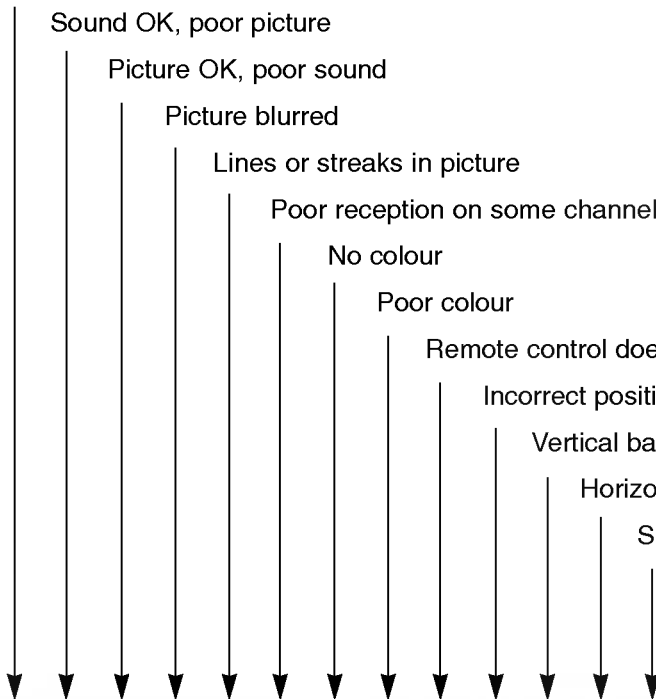 Sound OK, poor picture
Picture OK, poor sound
Picture blurred
Lines or streaks in picture
Poor reception on some channel
No colour
Poor colour
Remote control doe
Incorrect positi
Vertical ba
Horizo
S